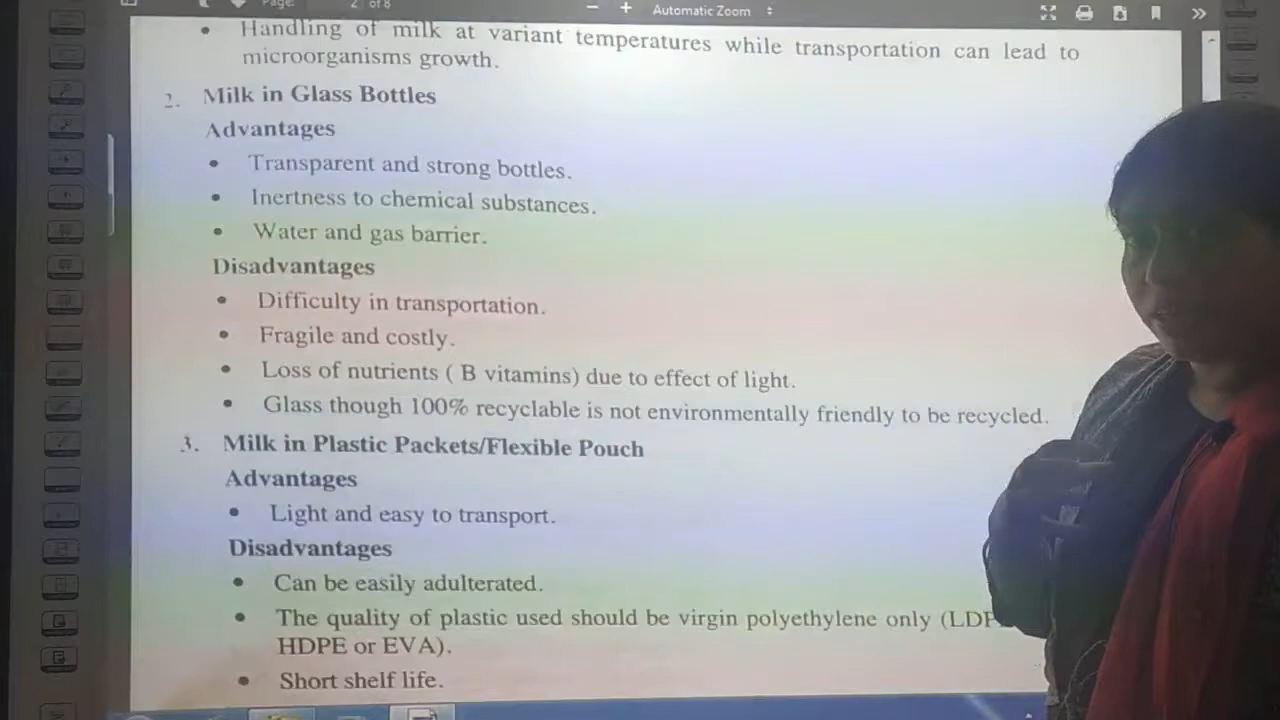 Page: 2 of 8
Automatic Zoom
• Handling of milk at variant temperatures while transportation can lead to
microorganisms growth.
2. Milk in Glass Bottles
Advantages
• Transparent and strong bottles.
• Inertness to chemical substances.
• Water and gas barrier.
Disadvantages
• Difficulty in transportation.
• Fragile and costly.
• Loss of nutrients ( B vitamins) due to effect of light.
• Glass though 100% recyclable is not environmentally friendly to be recycled.
3. Milk in Plastic Packets/Flexible Pouch
Advantages
• Light and easy to transport.
Disadvantages
• Can be easily adulterated.
• The quality of plastic used should be virgin polyethylene only
HDPE or EVA).
• Short shelf life.